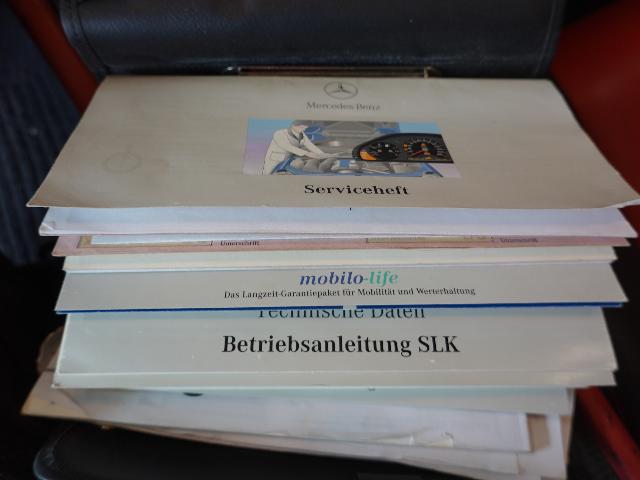 Mercedes-Benz
Serviceheft
Unterschrift
Unterschrift
mobilo-life
Das Langzeit-Garantiepaket für Mobilität und Werterhaltung
Technische Daten
Betriebsanleitung SLK